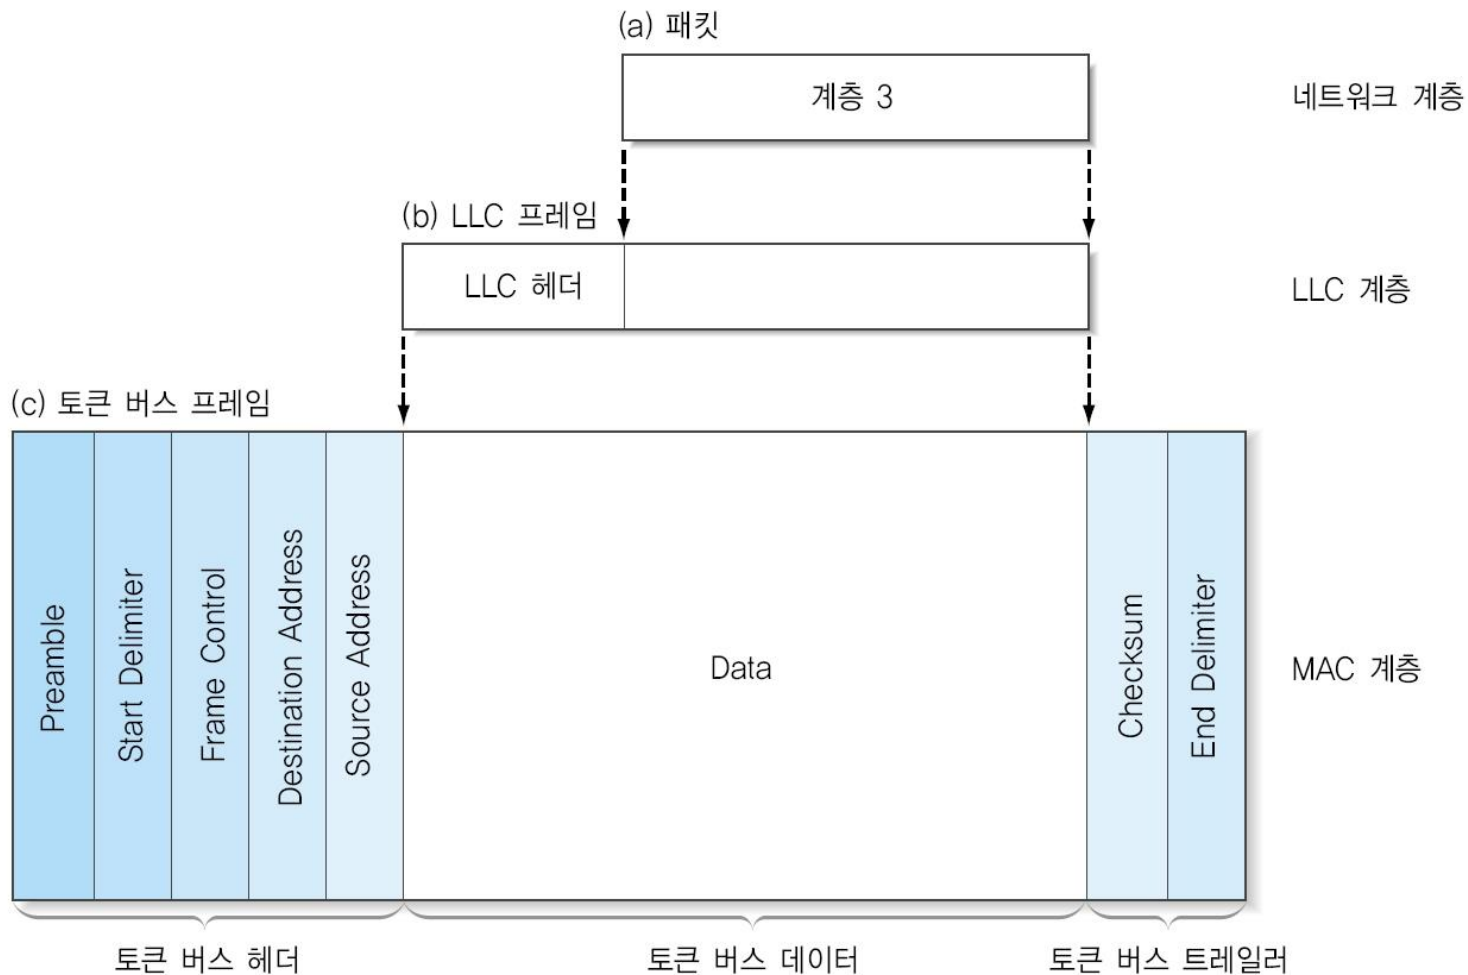 (a) 패킷
계층 3
네트워크 계층
(b) LLC 프레임
LLC 헤더
LLC 계층
(c) 토큰 버스 프레임
Preamble
Start Delimiter
Frame Control
Destination Address
Source Address
Data
Checksum
End Delimiter
MAC 계층
토큰 버스 헤더
토큰 버스 데이터
토큰 버스 트레일러